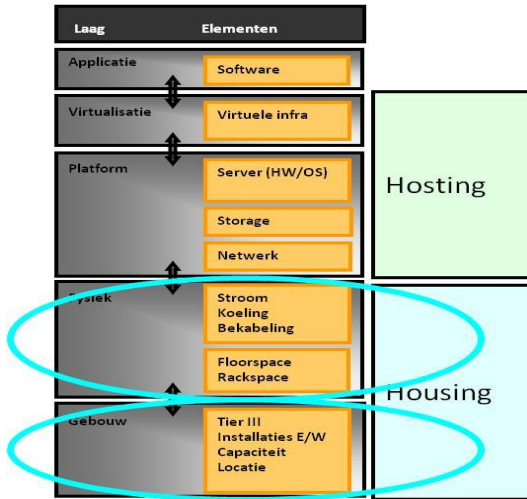 Laag Elementen
Applicatie
Software
Virtualisatie
Virtuele infra
Hosting
Platform
Server (HW/OS)
Storage
Netwerk
Fysiek
Stroom
Koeling
Bekabeling
Floorspace
Rackspace
Housing
Gebouw
Tier III
Installaties E/W
Capaciteit
Locatie